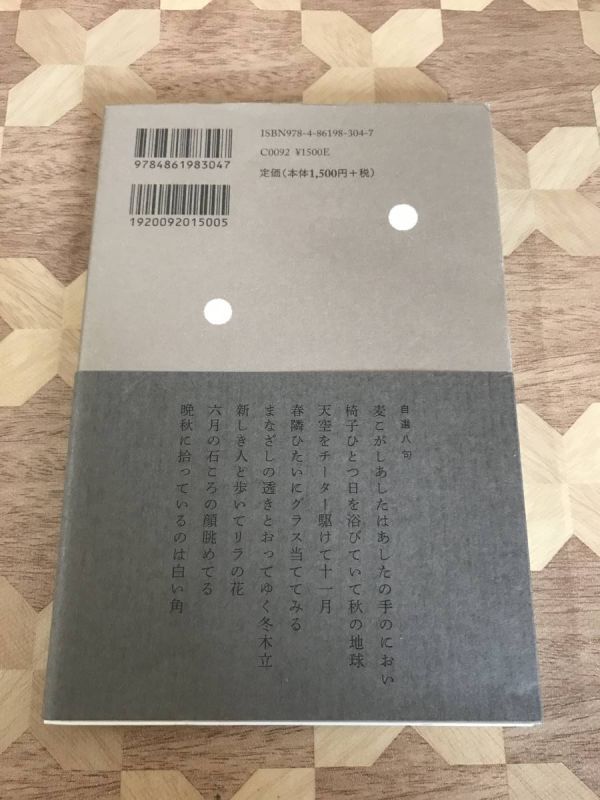 ISBN978-4-86198-304-7
9784861983047
C0092 ¥1500E
定価(本体1,500円+税)
1920092015005
自選八句
麦こがしあしたはあしたの手のにおい
椅子ひとつ日を浴びていて秋の地球
天空をチーター駆けて十一月
春隣ひたいにグラス当ててみる
まなざしの透きとおってゆく冬木立
新しき人と歩いてリラの花
六月の石ころの顔眺めてる
晩秋に拾っているのは白い角